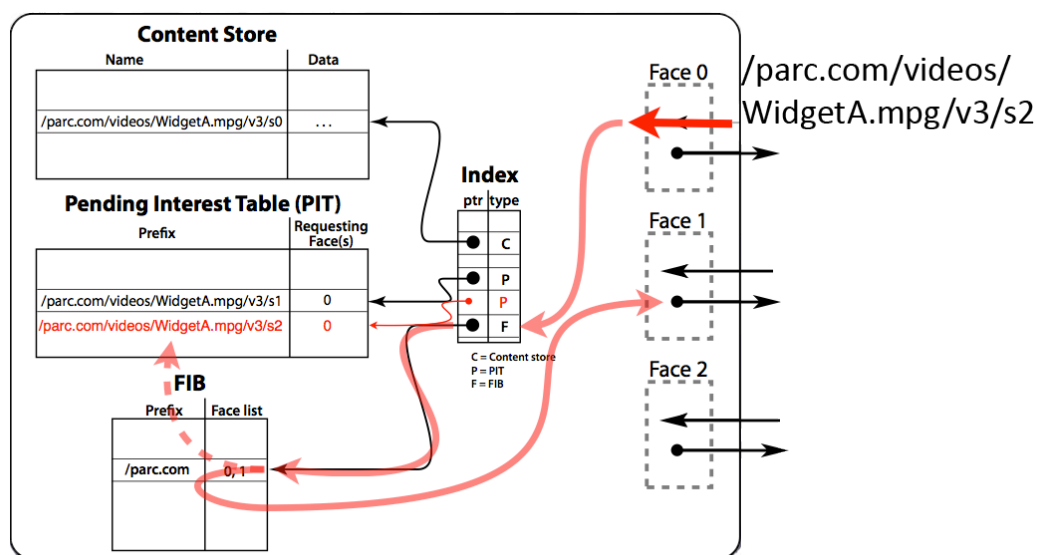 Content Store
Name Data
/parc.com/videos/WidgetA.mpg/v3/s0 ...
Pending Interest Table (PIT)
Prefix Requesting
Face(s)
/parc.com/videos/WidgetA.mpg/v3/s1 0
/parc.com/videos/WidgetA.mpg/v3/s2 0
FIB
Prefix Face list
/parc.com 0, 1
Index
ptr type
C
P
P
F
C = Content store
P = PIT
F = FIB
Face 0
Face 1
Face 2
/parc.com/videos/
WidgetA.mpg/v3/s2